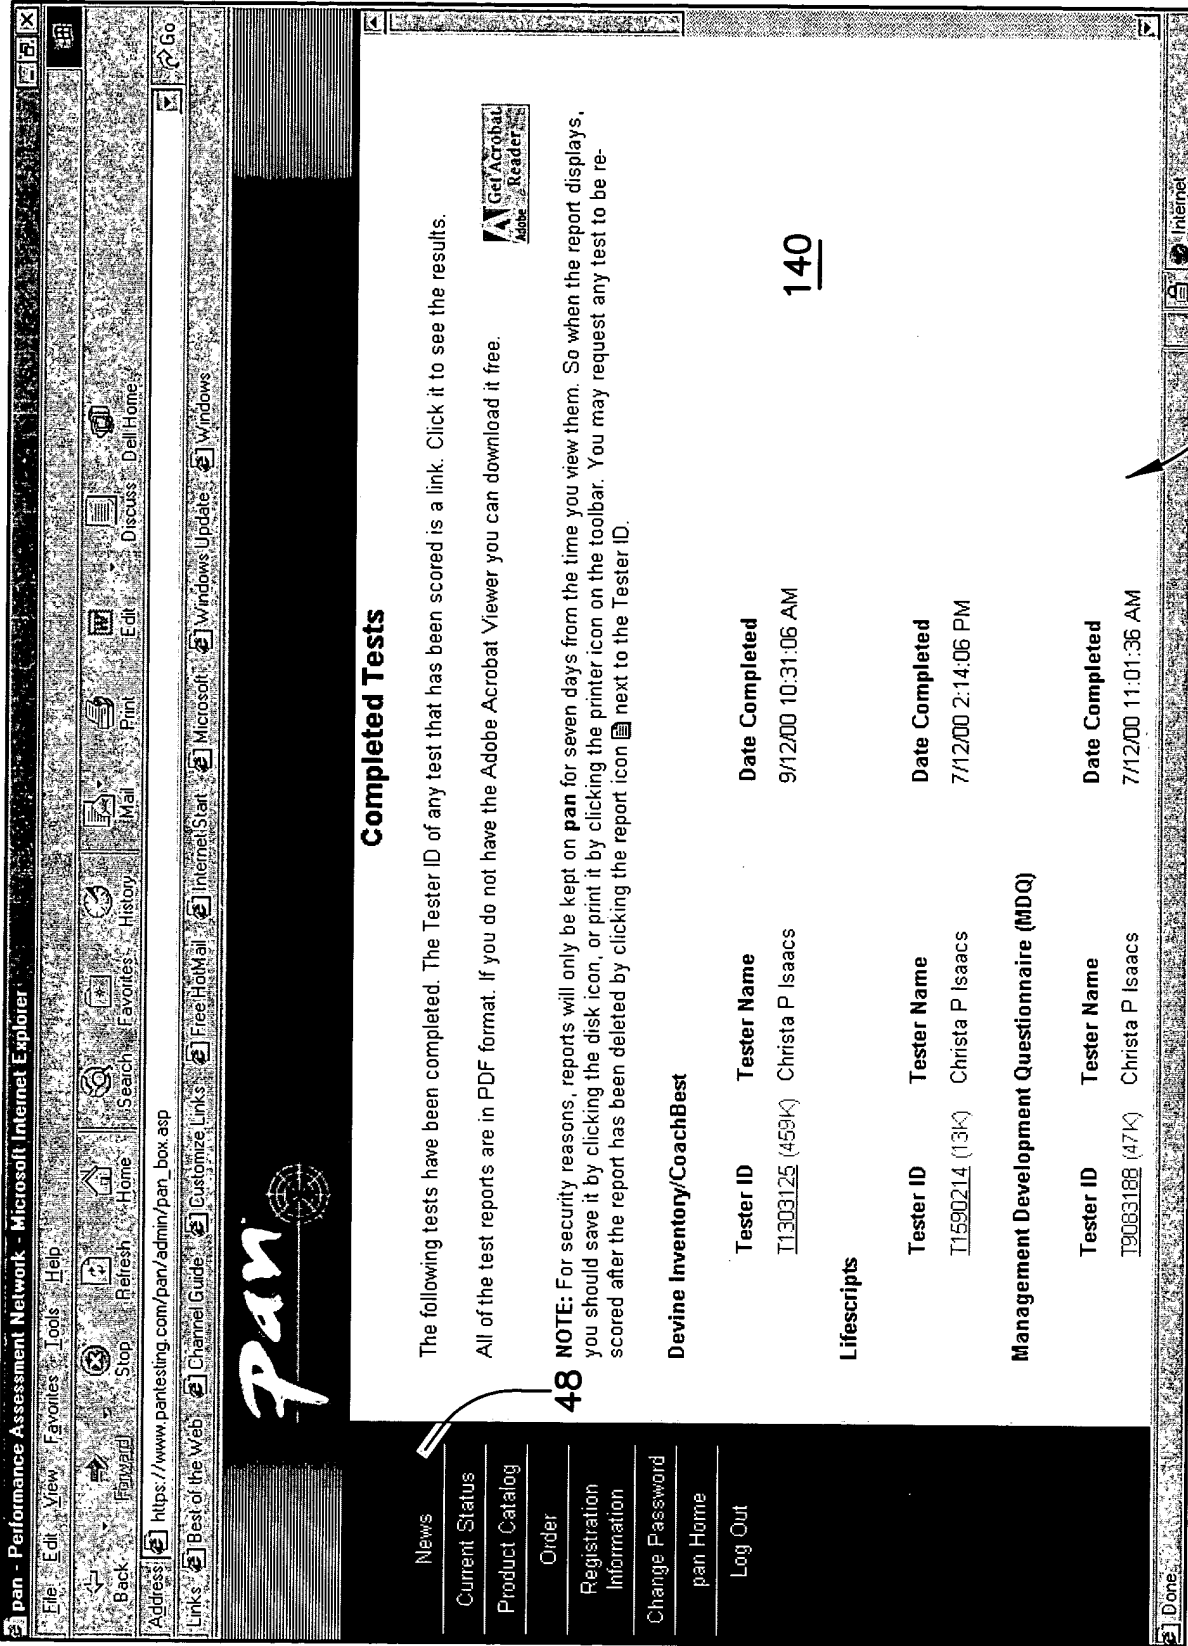 pan - Performance Assessment Network - Microsoft Internet Explorer
File Edit View Favorites Tools Help
Back Forward Stop Refresh Home Search Favorites History Mail Print Edit Discuss Dell Home
Address https://www.pantesting.com/pan/admin/pan_box.asp Go
Links Best of the Web Channel Guide Customize Links Free HotMail Internet Start Microsoft Windows Update Windows
pan
News
Current Status
Product Catalog
Order
Registration
Information
Change Password
pan Home
Log Out
48
Completed Tests
The following tests have been completed. The Tester ID of any test that has been scored is a link. Click it to see the results.
All of the test reports are in PDF format. If you do not have the Adobe Acrobat Viewer you can download it free.
Get Acrobat
Adobe Reader
NOTE: For security reasons, reports will only be kept on pan for seven days from the time you view them. So when the report displays,
you should save it by clicking the disk icon, or print it by clicking the printer icon on the toolbar. You may request any test to be re-
scored after the report has been deleted by clicking the report icon next to the Tester ID.
140
Devine Inventory/CoachBest
Tester ID Tester Name Date Completed
T1303125 (459K) Christa P Isaacs 9/12/00 10:31:06 AM
Lifescripts
Tester ID Tester Name Date Completed
T1590214 (13K) Christa P Isaacs 7/12/00 2:14:06 PM
Management Development Questionnaire (MDQ)
Tester ID Tester Name Date Completed
T9083188 (47K) Christa P Isaacs 7/12/00 11:01:36 AM
Done Internet